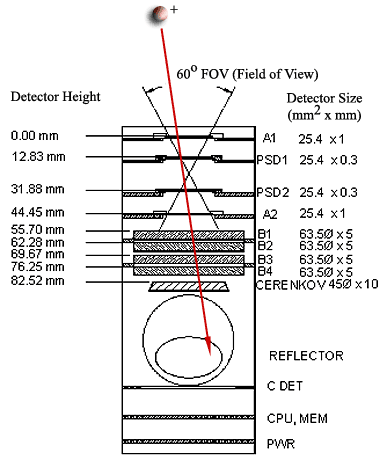 +
60° FOV (Field of View)
Detector Height
Detector Size
(mm² x mm)
0.00 mm A1 25.4 x 1
12.83 mm PSD1 25.4 x 0.3
31.88 mm PSD2 25.4 x 0.3
44.45 mm A2 25.4 x 1
55.70 mm B1 63.5Ø x 5
62.28 mm B2 63.5Ø x 5
69.67 mm B3 63.5Ø x 5
76.25 mm B4 63.5Ø x 5
82.52 mm CERENKOV 45Ø x 10
REFLECTOR
C DET
CPU, MEM
PWR